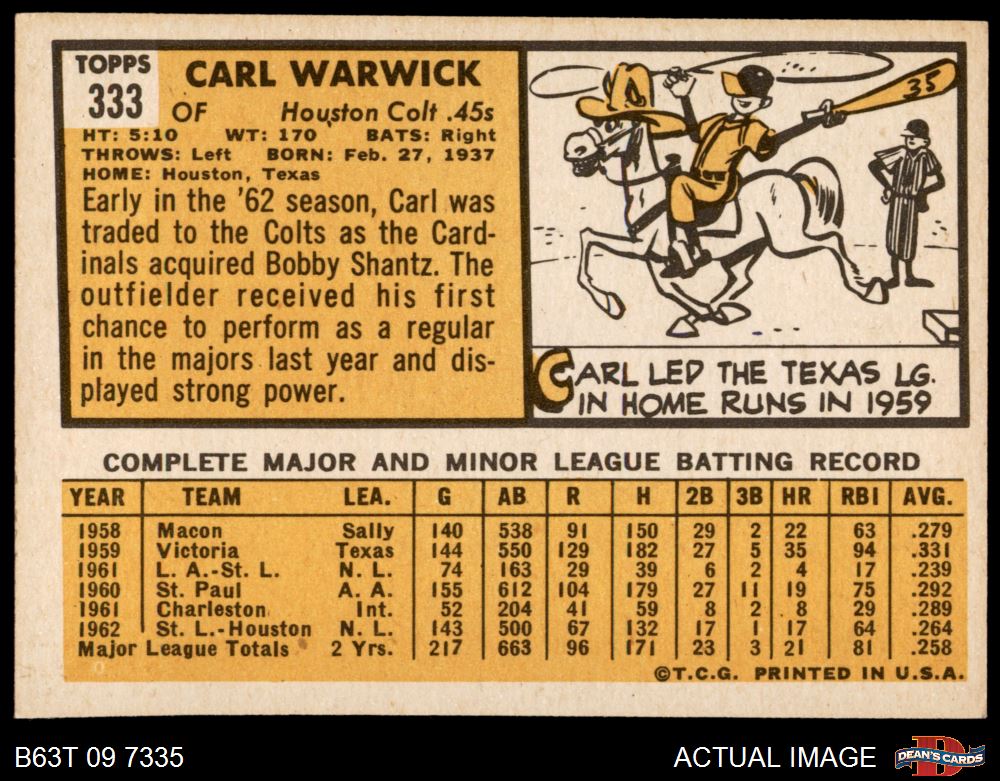 TOPPS
333
CARL WARWICK
OF Houston Colt .45s
HT: 5:10 WT: 170 BATS: Right
THROWS: Left BORN: Feb. 27, 1937
HOME: Houston, Texas
Early in the '62 season, Carl was
traded to the Colts as the Card-
inals acquired Bobby Shantz. The
outfielder received his first
chance to perform as a regular
in the majors last year and dis-
played strong power.
35
CARL LED THE TEXAS LG.
IN HOME RUNS IN 1959
COMPLETE MAJOR AND MINOR LEAGUE BATTING RECORD
YEAR TEAM LEA. G AB R H 2B 3B HR RBI AVG.
1958 Macon Sally 140 538 91 150 29 2 22 63 .279
1959 Victoria Texas 144 550 129 182 27 5 35 94 .331
1961 L. A.-St. L. N. L. 74 163 29 39 6 2 4 17 .239
1960 St. Paul A. A. 155 612 104 179 27 11 19 75 .292
1961 Charleston Int. 52 204 41 59 8 2 8 29 .289
1962 St. L.-Houston N. L. 143 500 67 132 17 1 17 64 .264
Major League Totals 2 Yrs. 217 663 96 171 23 3 21 81 .258
©T.C.G. PRINTED IN U.S.A.
B63T 09 7335
ACTUAL IMAGE
D
DEAN'S CARDS